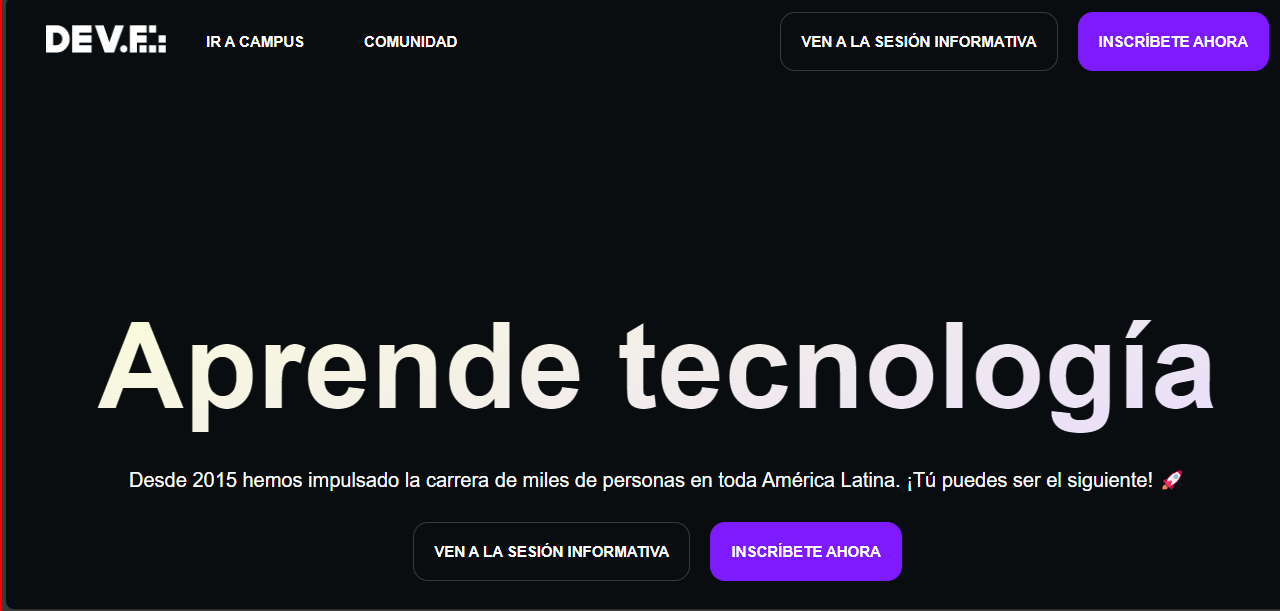 DEV.F.:
IR A CAMPUS
COMUNIDAD
VEN A LA SESIÓN INFORMATIVA
INSCRÍBETE AHORA
Aprende tecnología
Desde 2015 hemos impulsado la carrera de miles de personas en toda América Latina. ¡Tú puedes ser el siguiente! 🚀
VEN A LA SESIÓN INFORMATIVA
INSCRÍBETE AHORA